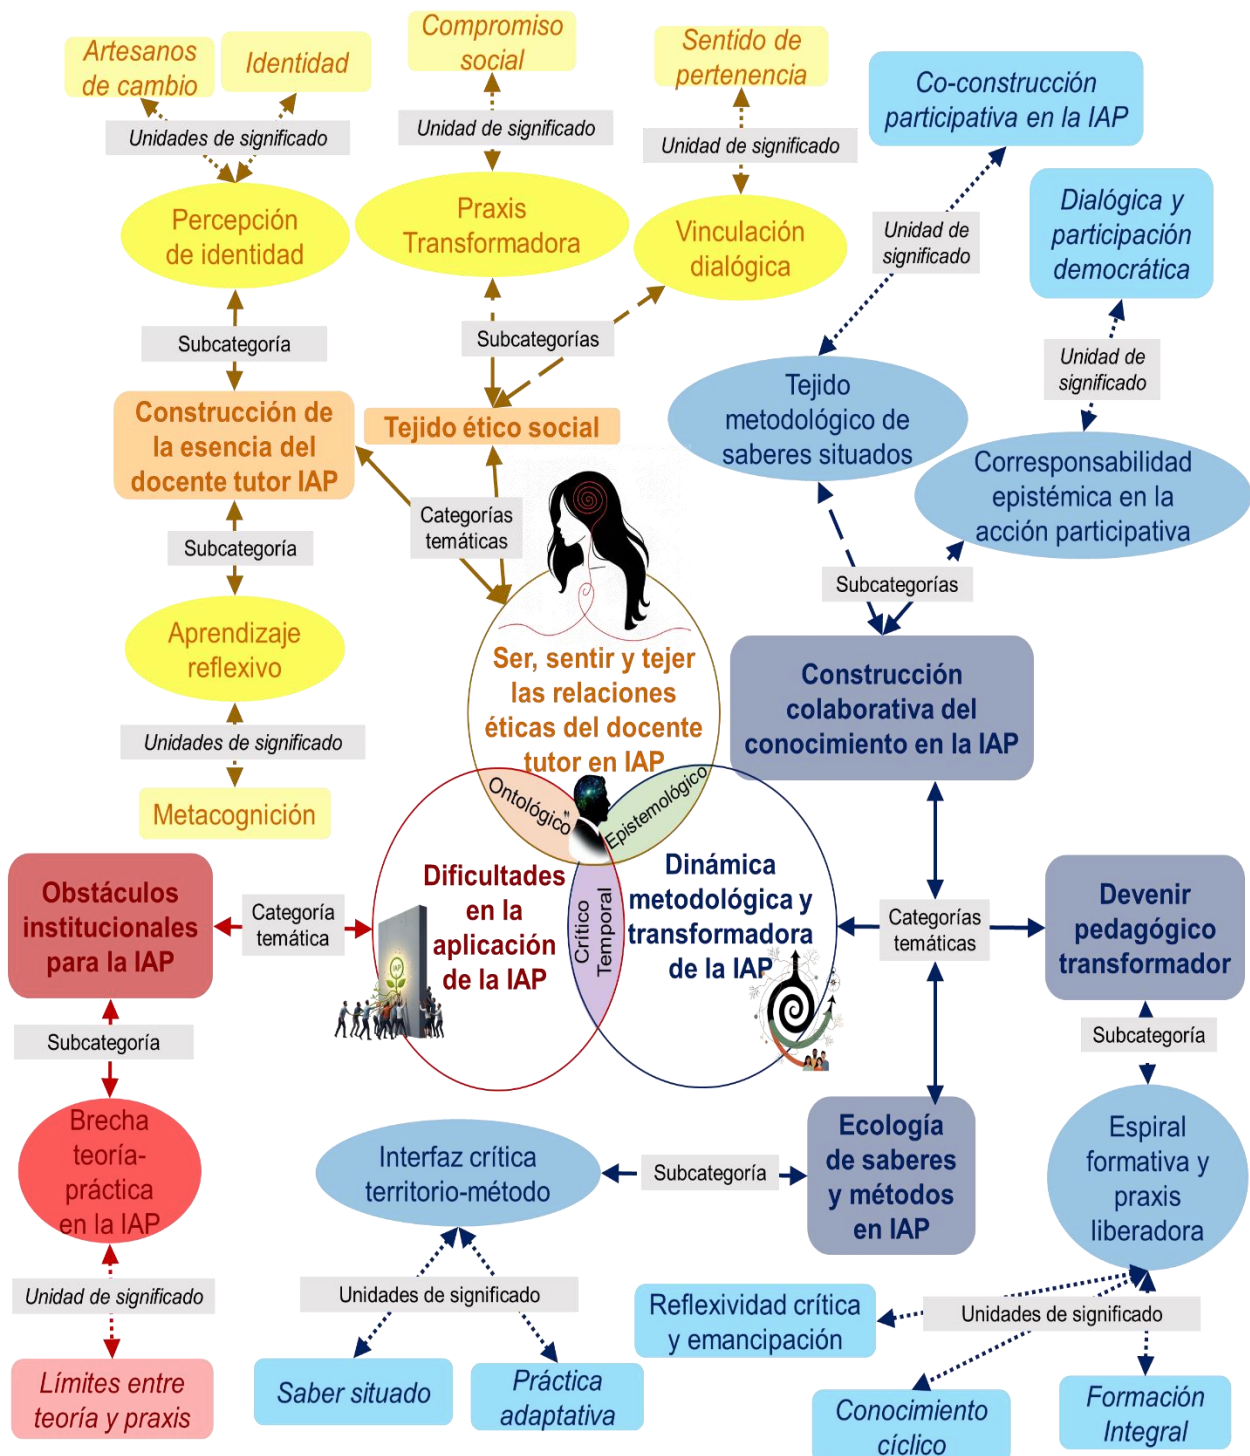 Artesanos
de cambio
Identidad
Compromiso
social
Sentido de
pertenencia
Co-construcción
participativa en la IAP
Unidades de significado
Unidad de significado
Unidad de significado
Percepción
de identidad
Praxis
Transformadora
Vinculación
dialógica
Unidad de
significado
Dialógica y
participación
democrática
Subcategoría
Subcategorías
Unidad de
significado
Construcción de
la esencia del
docente tutor IAP
Tejido ético social
Tejido
metodológico de
saberes situados
Corresponsabilidad
epistémica en la
acción participativa
Categorías
temáticas
Subcategoría
Subcategorías
Aprendizaje
reflexivo
Ser, sentir y tejer
las relaciones
éticas del docente
tutor en IAP
Construcción
colaborativa del
conocimiento en la IAP
Unidades de significado
Metacognición
Ontológico
Epistemológico
Crítico
Temporal
Obstáculos
institucionales
para la IAP
Categoría
temática
Dificultades
en la
aplicación
de la IAP
IAP
Dinámica
metodológica y
transformadora
de la IAP
Categorías
temáticas
Devenir
pedagógico
transformador
Subcategoría
Subcategoría
Brecha
teoría-
práctica
en la IAP
Interfaz crítica
territorio-método
Subcategoría
Ecología
de saberes
y métodos
en IAP
Espiral
formativa y
praxis
liberadora
Unidad de significado
Unidades de significado
Unidades de significado
Límites entre
teoría y praxis
Saber situado
Práctica
adaptativa
Reflexividad crítica
y emancipación
Conocimiento
cíclico
Formación
Integral